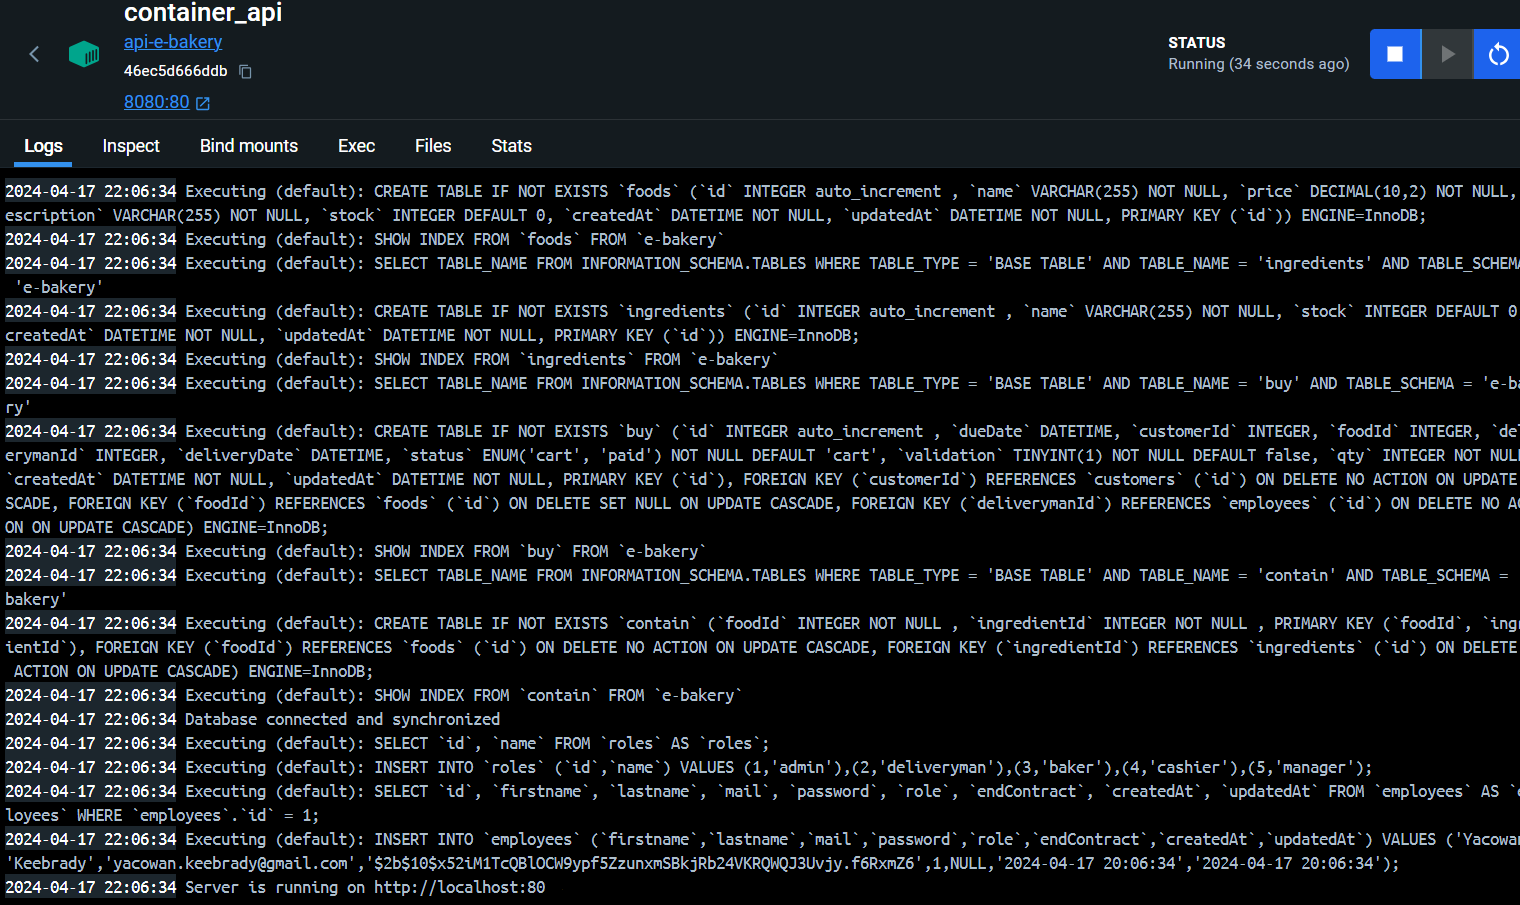 container_api
api-e-bakery
46ec5d666ddb
8080:80
STATUS
Running (34 seconds ago)
Logs Inspect Bind mounts Exec Files Stats
2024-04-17 22:06:34 Executing (default): CREATE TABLE IF NOT EXISTS `foods` (`id` INTEGER auto_increment , `name` VARCHAR(255) NOT NULL, `price` DECIMAL(10,2) NOT NULL,
escription` VARCHAR(255) NOT NULL, `stock` INTEGER DEFAULT 0, `createdAt` DATETIME NOT NULL, `updatedAt` DATETIME NOT NULL, PRIMARY KEY (`id`)) ENGINE=InnoDB;
2024-04-17 22:06:34 Executing (default): SHOW INDEX FROM `foods` FROM `e-bakery`
2024-04-17 22:06:34 Executing (default): SELECT TABLE_NAME FROM INFORMATION_SCHEMA.TABLES WHERE TABLE_TYPE = 'BASE TABLE' AND TABLE_NAME = 'ingredients' AND TABLE_SCHEMA
'e-bakery'
2024-04-17 22:06:34 Executing (default): CREATE TABLE IF NOT EXISTS `ingredients` (`id` INTEGER auto_increment , `name` VARCHAR(255) NOT NULL, `stock` INTEGER DEFAULT 0
createdAt` DATETIME NOT NULL, `updatedAt` DATETIME NOT NULL, PRIMARY KEY (`id`)) ENGINE=InnoDB;
2024-04-17 22:06:34 Executing (default): SHOW INDEX FROM `ingredients` FROM `e-bakery`
2024-04-17 22:06:34 Executing (default): SELECT TABLE_NAME FROM INFORMATION_SCHEMA.TABLES WHERE TABLE_TYPE = 'BASE TABLE' AND TABLE_NAME = 'buy' AND TABLE_SCHEMA = 'e-ba
ry'
2024-04-17 22:06:34 Executing (default): CREATE TABLE IF NOT EXISTS `buy` (`id` INTEGER auto_increment , `dueDate` DATETIME, `customerId` INTEGER, `foodId` INTEGER, `del
erymanId` INTEGER, `deliveryDate` DATETIME, `status` ENUM('cart', 'paid') NOT NULL DEFAULT 'cart', `validation` TINYINT(1) NOT NULL DEFAULT false, `qty` INTEGER NOT NULL
`createdAt` DATETIME NOT NULL, `updatedAt` DATETIME NOT NULL, PRIMARY KEY (`id`), FOREIGN KEY (`customerId`) REFERENCES `customers` (`id`) ON DELETE NO ACTION ON UPDATE
SCADE, FOREIGN KEY (`foodId`) REFERENCES `foods` (`id`) ON DELETE SET NULL ON UPDATE CASCADE, FOREIGN KEY (`deliverymanId`) REFERENCES `employees` (`id`) ON DELETE NO AC
ON ON UPDATE CASCADE) ENGINE=InnoDB;
2024-04-17 22:06:34 Executing (default): SHOW INDEX FROM `buy` FROM `e-bakery`
2024-04-17 22:06:34 Executing (default): SELECT TABLE_NAME FROM INFORMATION_SCHEMA.TABLES WHERE TABLE_TYPE = 'BASE TABLE' AND TABLE_NAME = 'contain' AND TABLE_SCHEMA =
bakery'
2024-04-17 22:06:34 Executing (default): CREATE TABLE IF NOT EXISTS `contain` (`foodId` INTEGER NOT NULL , `ingredientId` INTEGER NOT NULL , PRIMARY KEY (`foodId`, `ingr
ientId`), FOREIGN KEY (`foodId`) REFERENCES `foods` (`id`) ON DELETE NO ACTION ON UPDATE CASCADE, FOREIGN KEY (`ingredientId`) REFERENCES `ingredients` (`id`) ON DELETE
ACTION ON UPDATE CASCADE) ENGINE=InnoDB;
2024-04-17 22:06:34 Executing (default): SHOW INDEX FROM `contain` FROM `e-bakery`
2024-04-17 22:06:34 Database connected and synchronized
2024-04-17 22:06:34 Executing (default): SELECT `id`, `name` FROM `roles` AS `roles`;
2024-04-17 22:06:34 Executing (default): INSERT INTO `roles` (`id`,`name`) VALUES (1,'admin'),(2,'deliveryman'),(3,'baker'),(4,'cashier'),(5,'manager');
2024-04-17 22:06:34 Executing (default): SELECT `id`, `firstname`, `lastname`, `mail`, `password`, `role`, `endContract`, `createdAt`, `updatedAt` FROM `employees` AS `e
loyees` WHERE `employees`.`id` = 1;
2024-04-17 22:06:34 Executing (default): INSERT INTO `employees` (`firstname`,`lastname`,`mail`,`password`,`role`,`endContract`,`createdAt`,`updatedAt`) VALUES ('Yacowan
'Keebrady','yacowan.keebrady@gmail.com','$2b$10$x52iM1TcQBlOCW9ypf5ZzunxmSBkjRb24VKRQWQJ3Uvjy.f6RxmZ6',1,NULL,'2024-04-17 20:06:34','2024-04-17 20:06:34');
2024-04-17 22:06:34 Server is running on http://localhost:80